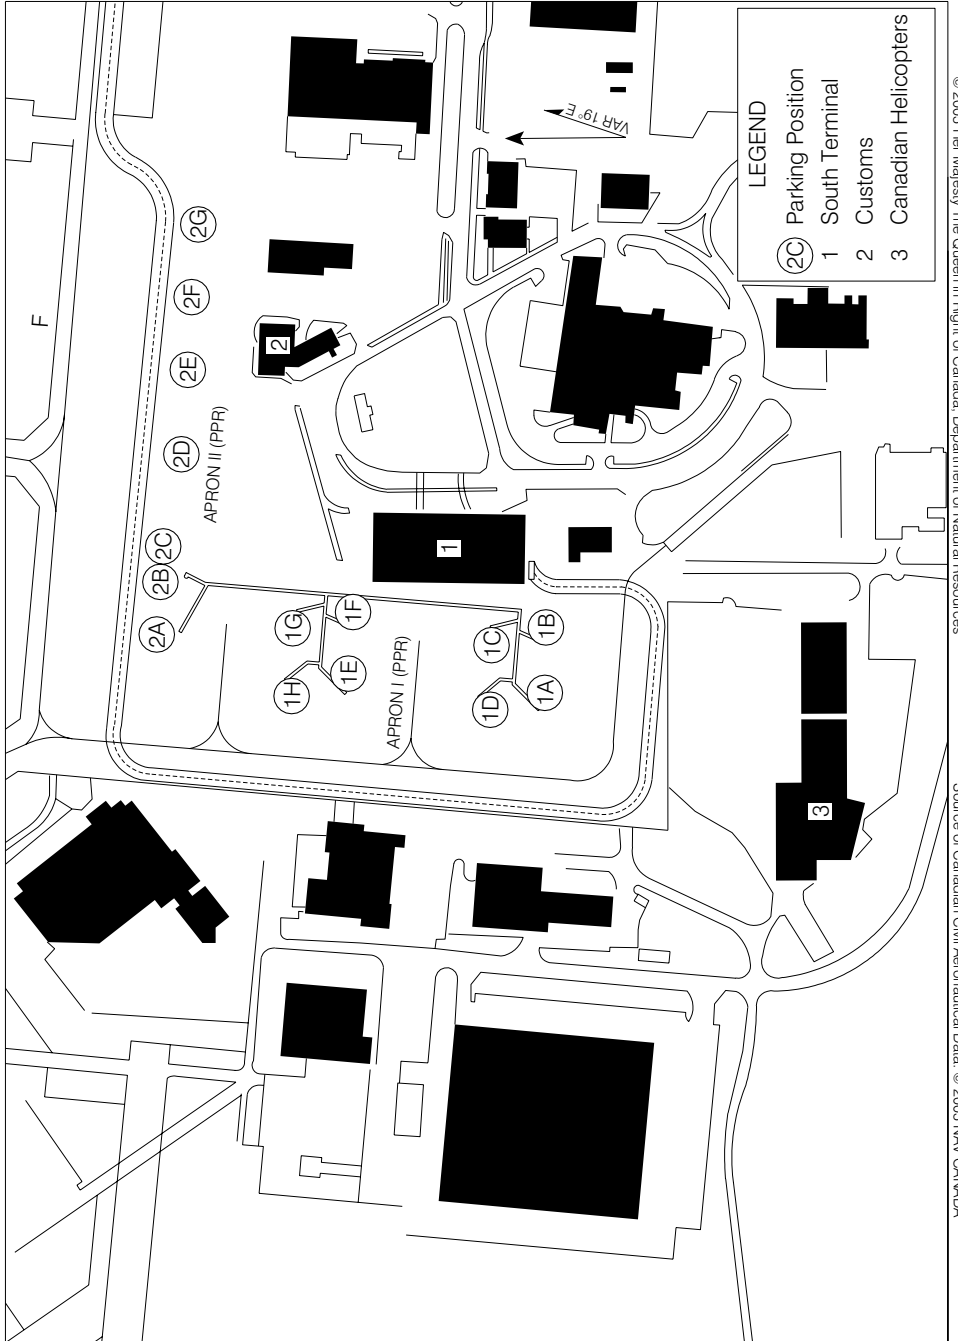 LEGEND
2C Parking Position
1 South Terminal
2 Customs
3 Canadian Helicopters
VAR 19° E
F
2G
2F
2E
2D
2C
2B
2A
APRON II (PPR)
2
1
1G
1F
1H
1E
APRON I (PPR)
1C
1B
1D
1A
3
Her Majesty The Queen in Right of Canada, Department of Natural Resources
Source of Canadian Civil Aeronautical Data: © NAV CANADA